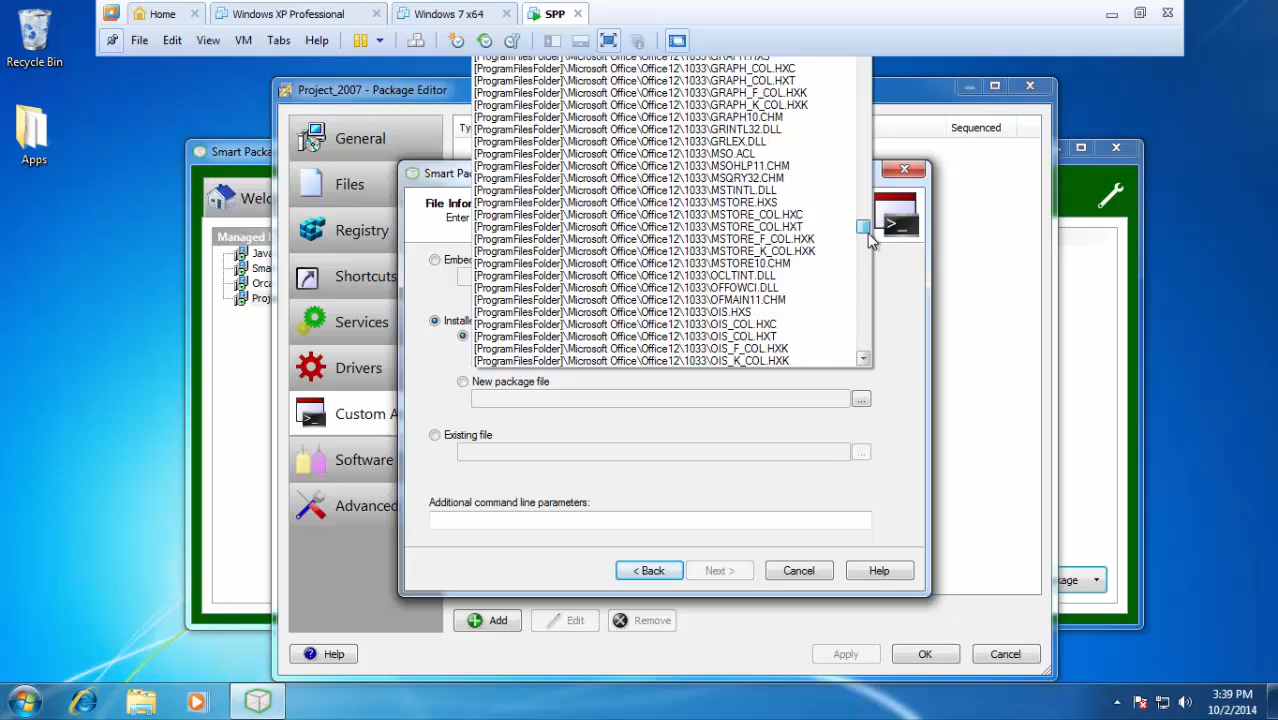 Home
Windows XP Professional
Windows 7 x64
SPP
File Edit View VM Tabs Help
Recycle Bin
Apps
Project_2007 - Package Editor
General
Files
Registry
Shortcuts
Services
Drivers
Custom A
Software
Advanced
Smart Packa
Welc
Managed
Java
Sma
Orca
Proj
Ty
Sequenced
Smart Pac
File Infor
Enter
Embe
Installe
[ProgramFilesFolder]\Microsoft Office\Office12\1033\GRAPH.HXS
[ProgramFilesFolder]\Microsoft Office\Office12\1033\GRAPH_COL.HXC
[ProgramFilesFolder]\Microsoft Office\Office12\1033\GRAPH_COL.HXT
[ProgramFilesFolder]\Microsoft Office\Office12\1033\GRAPH_F_COL.HXK
[ProgramFilesFolder]\Microsoft Office\Office12\1033\GRAPH_K_COL.HXK
[ProgramFilesFolder]\Microsoft Office\Office12\1033\GRAPH10.CHM
[ProgramFilesFolder]\Microsoft Office\Office12\1033\GRINTL32.DLL
[ProgramFilesFolder]\Microsoft Office\Office12\1033\GRLEX.DLL
[ProgramFilesFolder]\Microsoft Office\Office12\1033\MSO.ACL
[ProgramFilesFolder]\Microsoft Office\Office12\1033\MSOHLP11.CHM
[ProgramFilesFolder]\Microsoft Office\Office12\1033\MSQRY32.CHM
[ProgramFilesFolder]\Microsoft Office\Office12\1033\MSTINTL.DLL
[ProgramFilesFolder]\Microsoft Office\Office12\1033\MSTORE.HXS
[ProgramFilesFolder]\Microsoft Office\Office12\1033\MSTORE_COL.HXC
[ProgramFilesFolder]\Microsoft Office\Office12\1033\MSTORE_COL.HXT
[ProgramFilesFolder]\Microsoft Office\Office12\1033\MSTORE_F_COL.HXK
[ProgramFilesFolder]\Microsoft Office\Office12\1033\MSTORE_K_COL.HXK
[ProgramFilesFolder]\Microsoft Office\Office12\1033\MSTORE10.CHM
[ProgramFilesFolder]\Microsoft Office\Office12\1033\OCLTINT.DLL
[ProgramFilesFolder]\Microsoft Office\Office12\1033\OFFOWCI.DLL
[ProgramFilesFolder]\Microsoft Office\Office12\1033\OFMAIN11.CHM
[ProgramFilesFolder]\Microsoft Office\Office12\1033\OIS.HXS
[ProgramFilesFolder]\Microsoft Office\Office12\1033\OIS_COL.HXC
[ProgramFilesFolder]\Microsoft Office\Office12\1033\OIS_COL.HXT
[ProgramFilesFolder]\Microsoft Office\Office12\1033\OIS_F_COL.HXK
[ProgramFilesFolder]\Microsoft Office\Office12\1033\OIS_K_COL.HXK
New package file
...
Existing file
...
Additional command line parameters:
< Back
Next >
Cancel
Help
kage
Add
Edit
Remove
Help
Apply
OK
Cancel
3:39 PM
10/2/2014